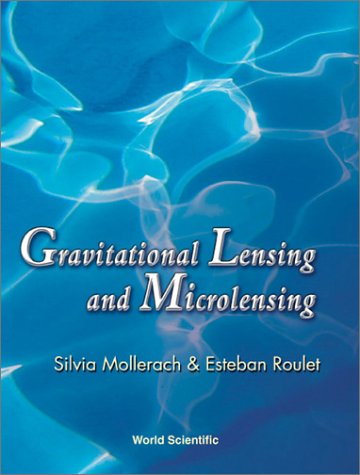 Gravitational Lensing
and Microlensing
Silvia Mollerach & Esteban Roulet
World Scientific